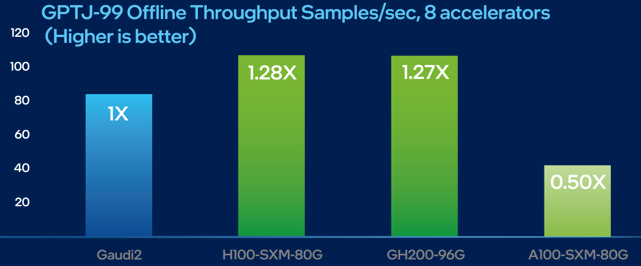 GPTJ-99 Offline Throughput Samples/sec, 8 accelerators
(Higher is better)
120
100
80
60
40
20
1X
1.28X
1.27X
0.50X
Gaudi2
H100-SXM-80G
GH200-96G
A100-SXM-80G